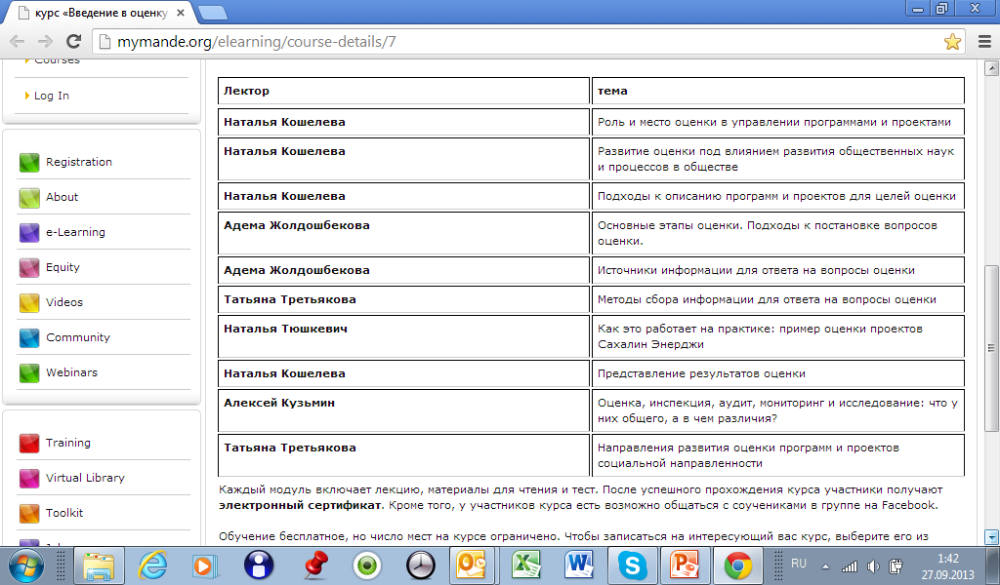 курс «Введение в оценку
mymande.org/elearning/course-details/7
Courses
Log In
Registration
About
e-Learning
Equity
Videos
Community
Webinars
Training
Virtual Library
Toolkit
Лектор тема
Наталья Кошелева Роль и место оценки в управлении программами и проектами
Наталья Кошелева Развитие оценки под влиянием развития общественных наук
и процессов в обществе
Наталья Кошелева Подходы к описанию программ и проектов для целей оценки
Адема Жолдошбекова Основные этапы оценки. Подходы к постановке вопросов
оценки.
Адема Жолдошбекова Источники информации для ответа на вопросы оценки
Татьяна Третьякова Методы сбора информации для ответа на вопросы оценки
Наталья Тюшкевич Как это работает на практике: пример оценки проектов
Сахалин Энерджи
Наталья Кошелева Представление результатов оценки
Алексей Кузьмин Оценка, инспекция, аудит, мониторинг и исследование: что у
них общего, а в чем различия?
Татьяна Третьякова Направления развития оценки программ и проектов
социальной направленности
Каждый модуль включает лекцию, материалы для чтения и тест. После успешного прохождения курса участники получают
электронный сертификат. Кроме того, у участников курса есть возможно общаться с соучениками в группе на Facebook.
Обучение бесплатное, но число мест на курсе ограничено. Чтобы записаться на интересующий вас курс, выберите его из
RU
1:42
27.09.2013